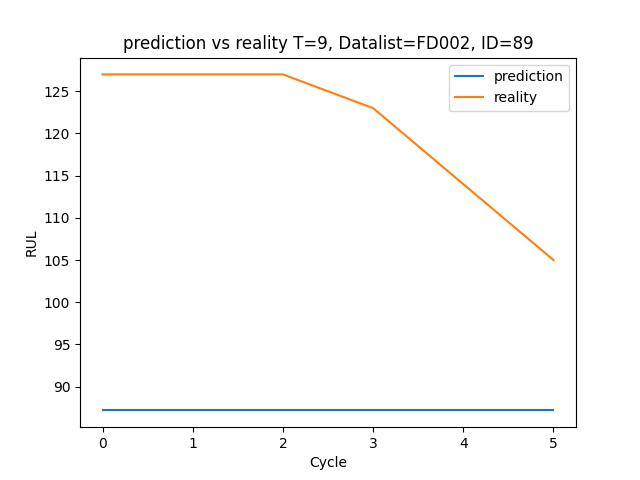 prediction vs reality T=9, Datalist=FD002, ID=89
prediction
reality
125
120
115
110
105
100
95
90
RUL
0 1 2 3 4 5
Cycle